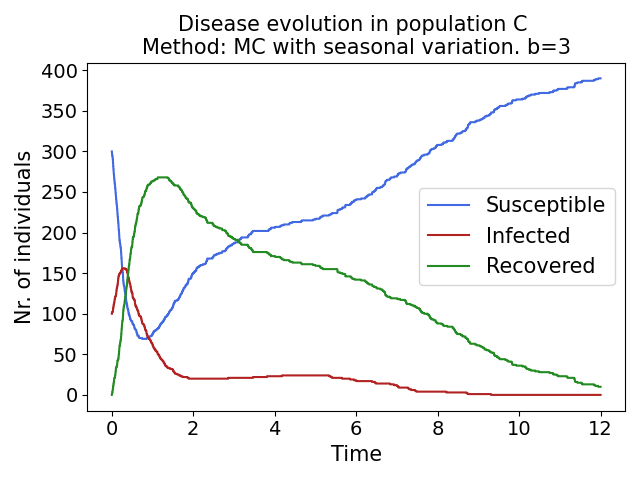 Disease evolution in population C
Method: MC with seasonal variation. b=3
Nr. of individuals
400
350
300
250
200
150
100
50
0
Susceptible
Infected
Recovered
0 2 4 6 8 10 12
Time